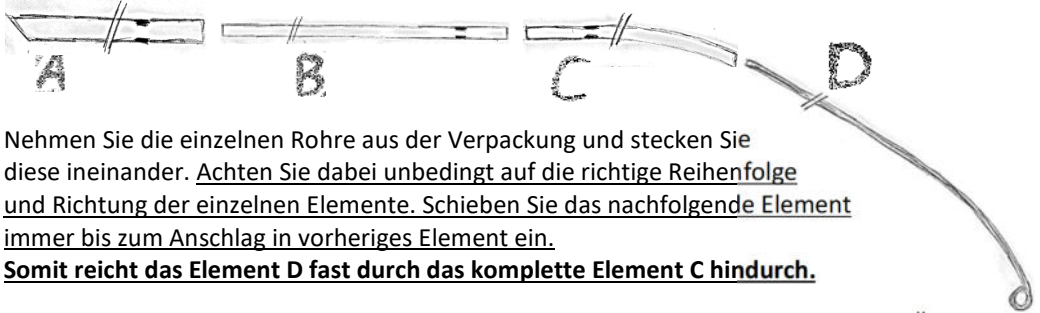 A
B
C
D
Nehmen Sie die einzelnen Rohre aus der Verpackung und stecken Sie
diese ineinander. Achten Sie dabei unbedingt auf die richtige Reihenfolge
und Richtung der einzelnen Elemente. Schieben Sie das nachfolgende Element
immer bis zum Anschlag in vorheriges Element ein.
Somit reicht das Element D fast durch das komplette Element C hindurch.